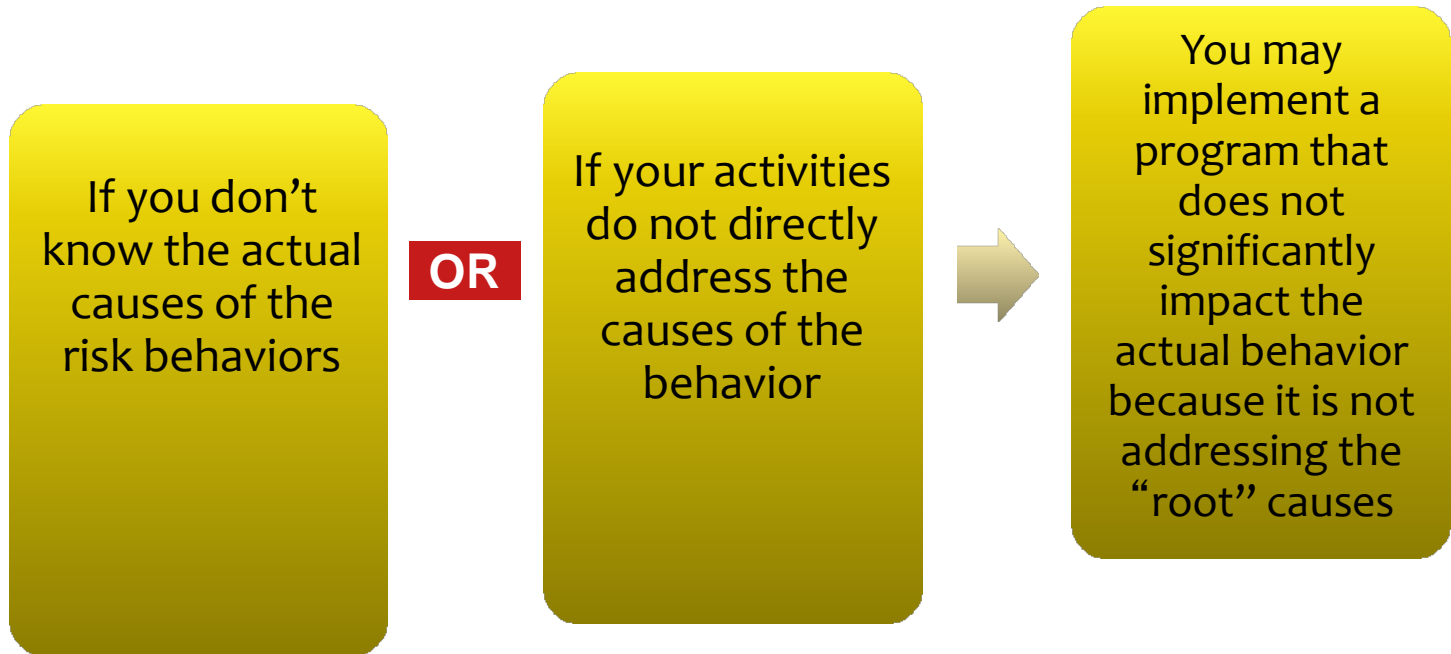 If you don’t
know the actual
causes of the
risk behaviors
OR
If your activities
do not directly
address the
causes of the
behavior
You may
implement a
program that
does not
significantly
impact the
actual behavior
because it is not
addressing the
“root” causes